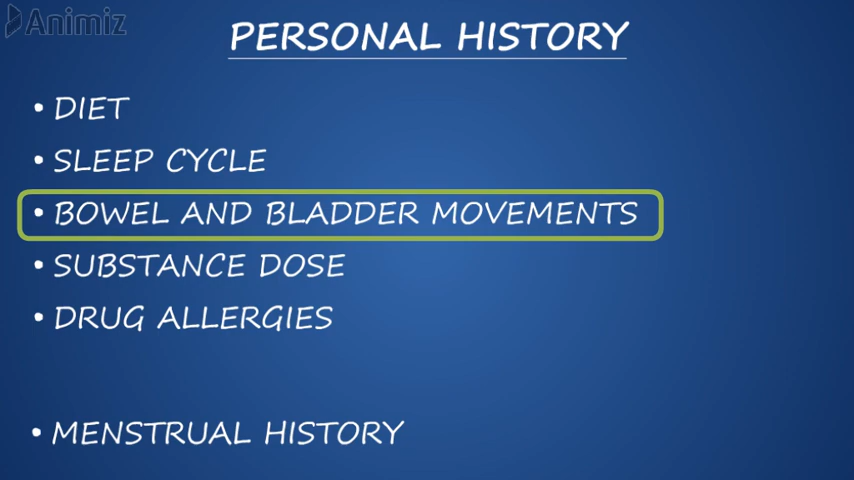 Animiz
PERSONAL HISTORY
• DIET
• SLEEP CYCLE
• BOWEL AND BLADDER MOVEMENTS
• SUBSTANCE DOSE
• DRUG ALLERGIES
• MENSTRUAL HISTORY